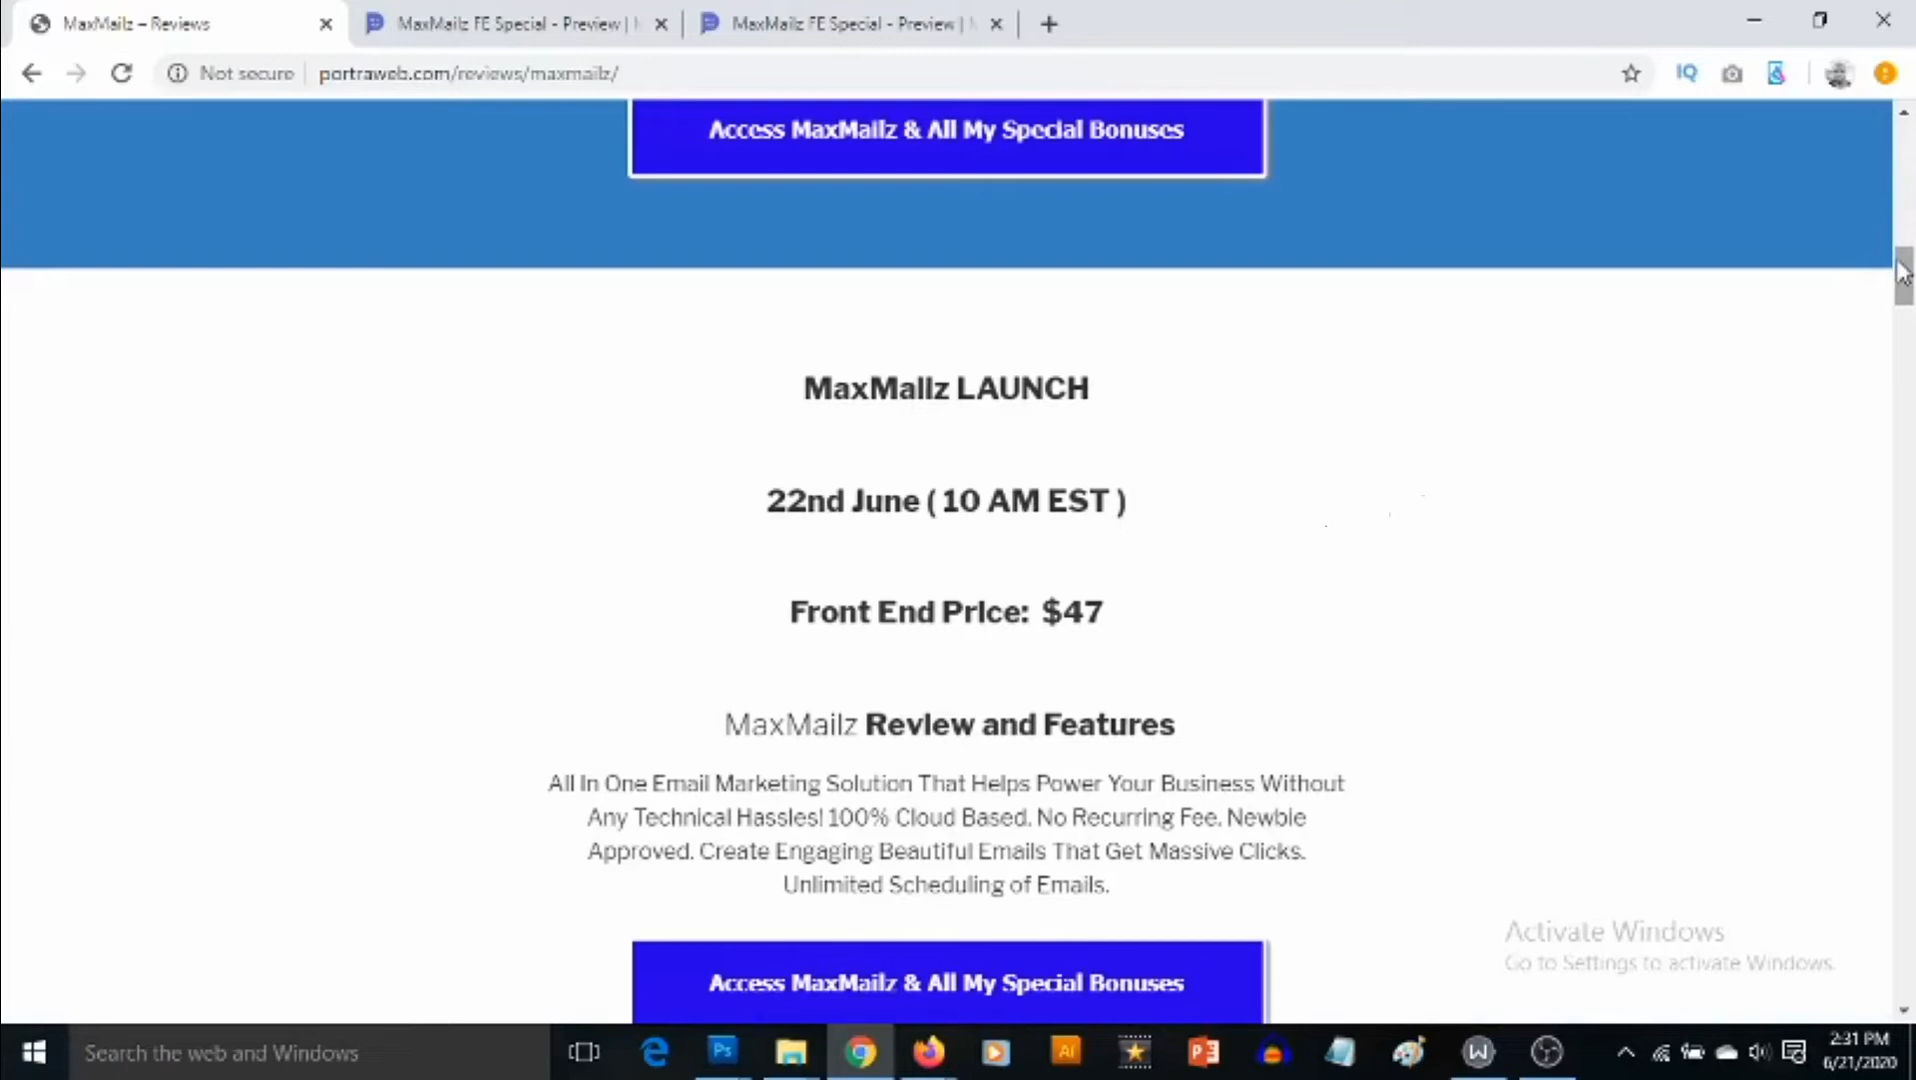 MaxMailz – Reviews
MaxMailz FE Special - Preview |
MaxMailz FE Special - Preview |
Not secure
portraweb.com/reviews/maxmailz/
IQ
Access MaxMailz & All My Special Bonuses
MaxMailz LAUNCH
22nd June ( 10 AM EST )
Front End Price: $47
MaxMailz Review and Features
All In One Email Marketing Solution That Helps Power Your Business Without
Any Technical Hassles! 100% Cloud Based. No Recurring Fee. Newbie
Approved. Create Engaging Beautiful Emails That Get Massive Clicks.
Unlimited Scheduling of Emails.
Access MaxMailz & All My Special Bonuses
Activate Windows
Go to Settings to activate Windows.
Search the web and Windows
Ps
Ai
P
W
2:31 PM
6/21/2020